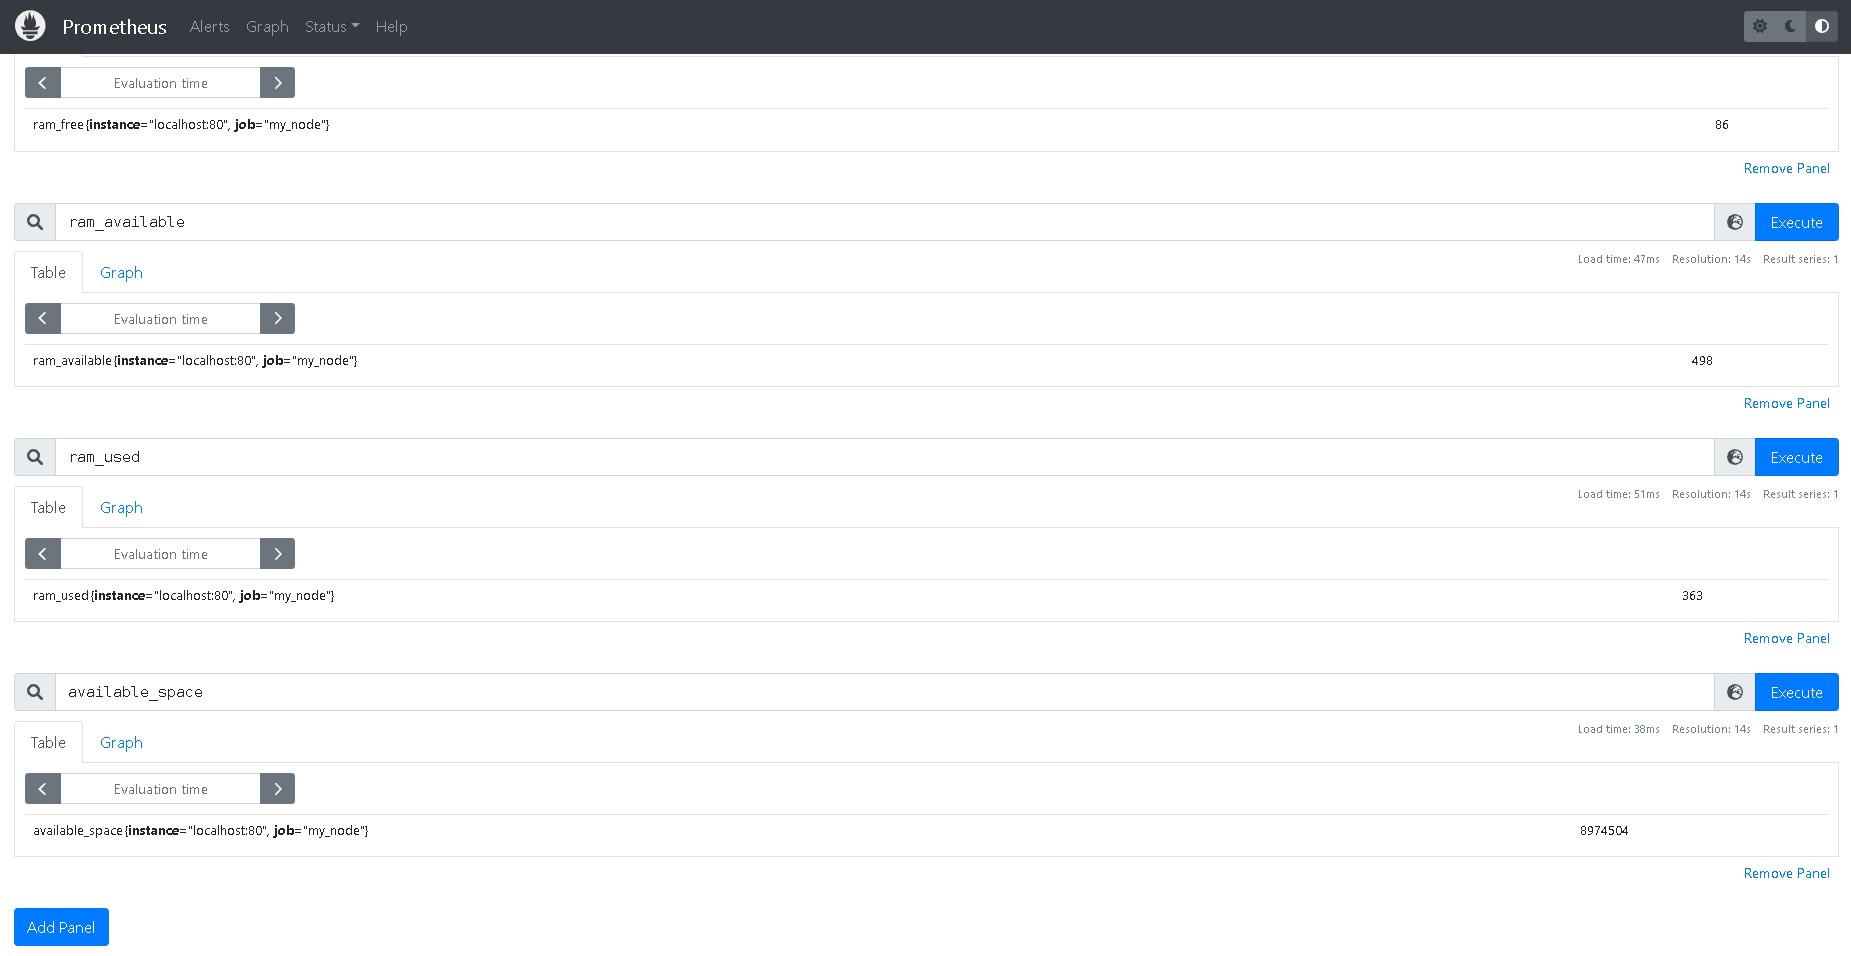 Prometheus Alerts Graph Status Help
Evaluation time
ram_free{instance="localhost:80", job="my_node"} 86
Remove Panel
ram_available Execute
Table Graph Load time: 47ms Resolution: 14s Result series: 1
Evaluation time
ram_available{instance="localhost:80", job="my_node"} 498
Remove Panel
ram_used Execute
Table Graph Load time: 51ms Resolution: 14s Result series: 1
Evaluation time
ram_used{instance="localhost:80", job="my_node"} 363
Remove Panel
available_space Execute
Table Graph Load time: 38ms Resolution: 14s Result series: 1
Evaluation time
available_space{instance="localhost:80", job="my_node"} 8974504
Remove Panel
Add Panel